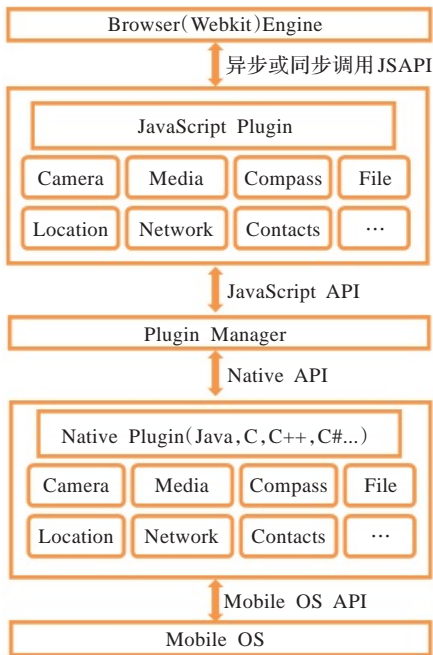 Browser(Webkit)Engine
异步或同步调用JSAPI
JavaScript Plugin
Camera Media Compass File
Location Network Contacts …
JavaScript API
Plugin Manager
Native API
Native Plugin(Java,C,C++,C#...)
Camera Media Compass File
Location Network Contacts …
Mobile OS API
Mobile OS